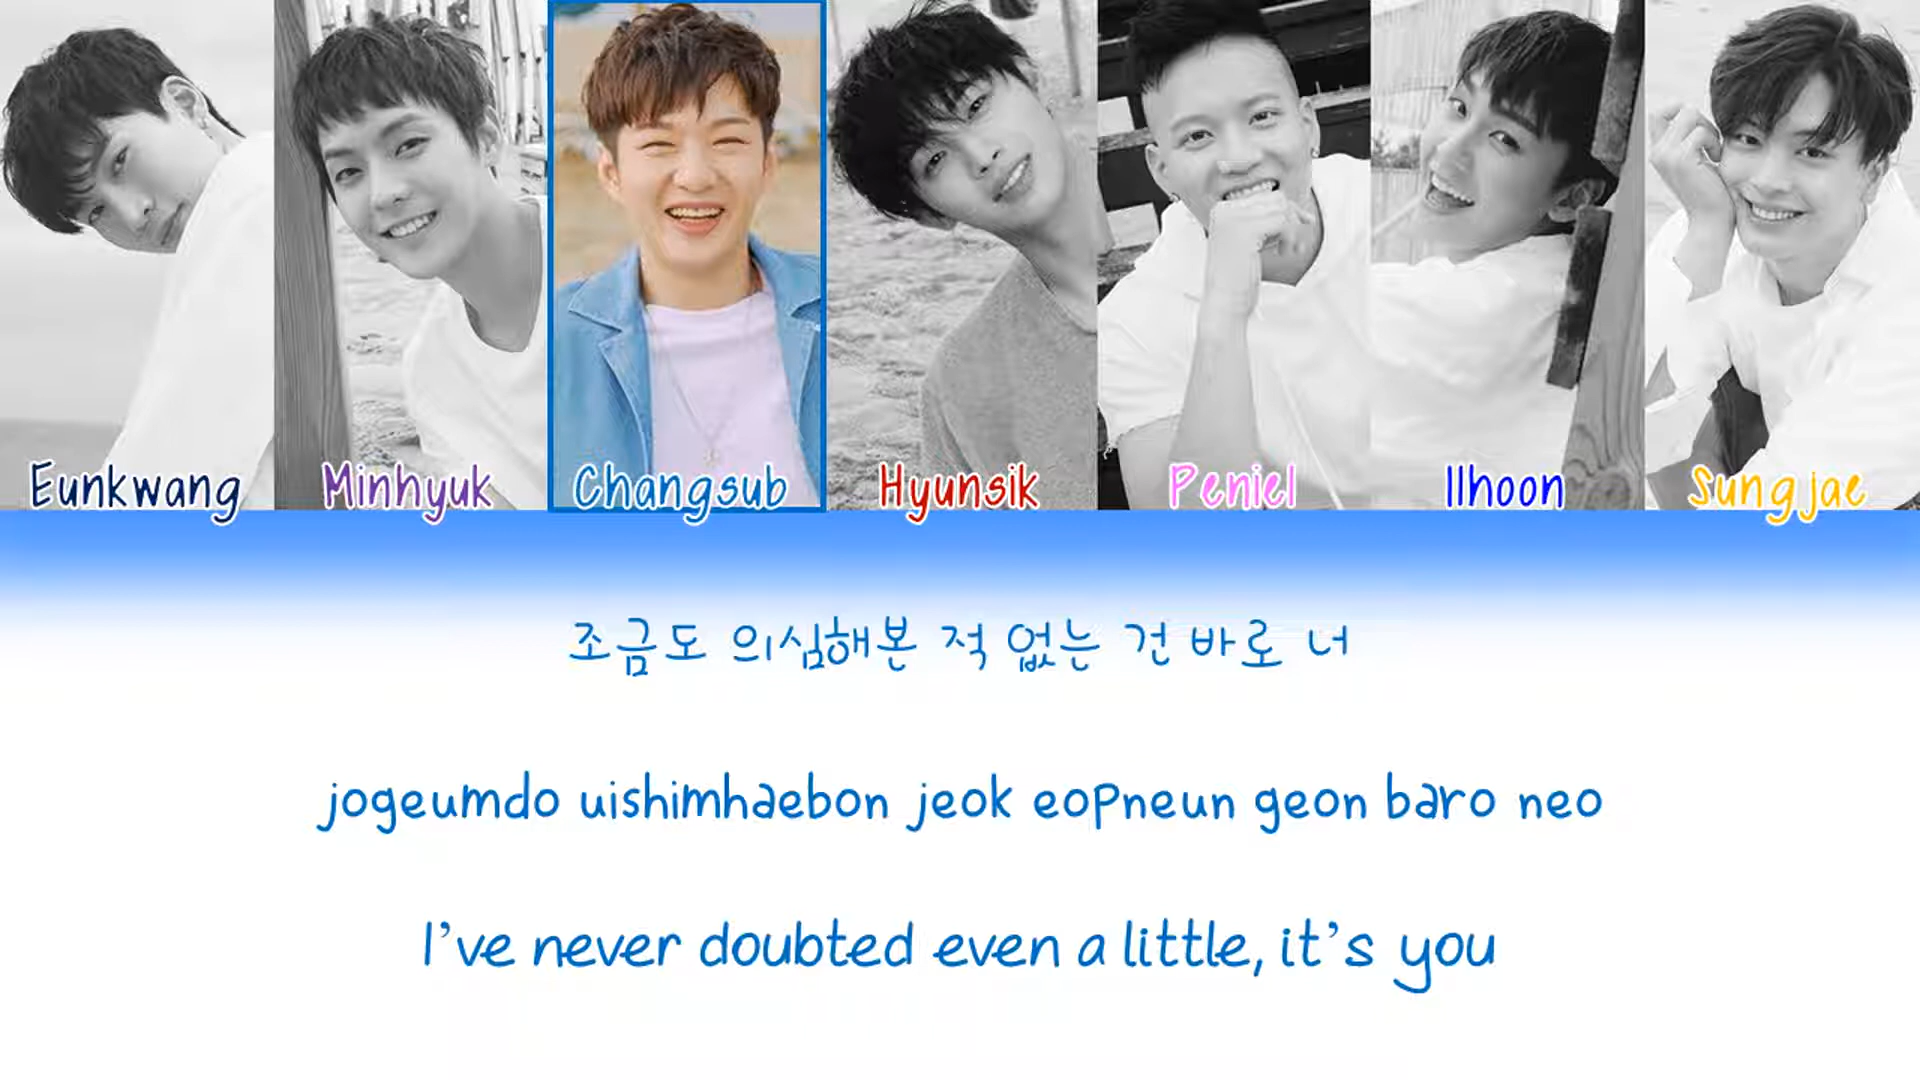 Eunkwang Minhyuk Changsub Hyunsik Peniel Ilhoon Sungjae
조금도 의심해본 적 없는 건 바로 너
jogeumdo uishimhaebon jeok eopneun geon baro neo
I've never doubted even a little, it's you